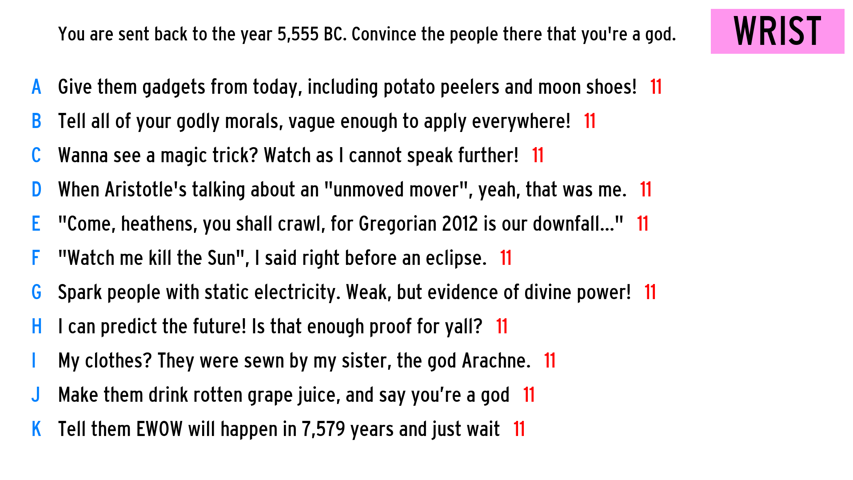 You are sent back to the year 5,555 BC. Convince the people there that you're a god.
WRIST
A Give them gadgets from today, including potato peelers and moon shoes! 11
B Tell all of your godly morals, vague enough to apply everywhere! 11
C Wanna see a magic trick? Watch as I cannot speak further! 11
D When Aristotle's talking about an "unmoved mover", yeah, that was me. 11
E "Come, heathens, you shall crawl, for Gregorian 2012 is our downfall..." 11
F "Watch me kill the Sun", I said right before an eclipse. 11
G Spark people with static electricity. Weak, but evidence of divine power! 11
H I can predict the future! Is that enough proof for yall? 11
I My clothes? They were sewn by my sister, the god Arachne. 11
J Make them drink rotten grape juice, and say you’re a god 11
K Tell them EWOW will happen in 7,579 years and just wait 11